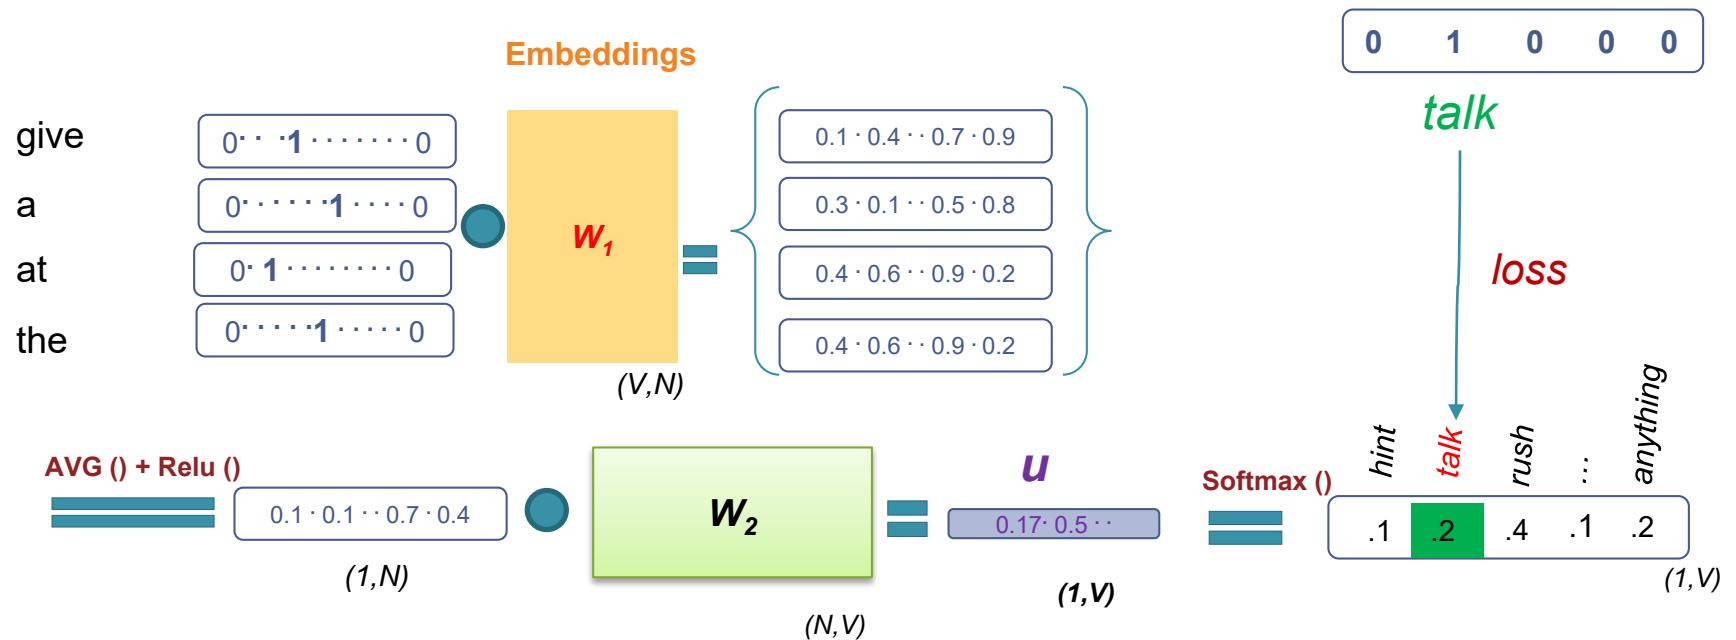 Embeddings
0 1 0 0 0
talk
give
0· · ·1 · · · · · · · 0
a
0· · · · · ·1 · · · · 0
at
0· 1 · · · · · · · · 0
the
0· · · · ·1 · · · · · 0
W1
=
0.1 · 0.4 · · 0.7 · 0.9
0.3 · 0.1 · · 0.5 · 0.8
0.4 · 0.6 · · 0.9 · 0.2
0.4 · 0.6 · · 0.9 · 0.2
(V,N)
loss
AVG () + Relu ()
=
0.1 · 0.1 · · 0.7 · 0.4
(1,N)
W2
(N,V)
=
u
0.17· 0.5 · ·
(1,V)
Softmax ()
=
hint
talk
rush
...
anything
.1 .2 .4 .1 .2
(1,V)